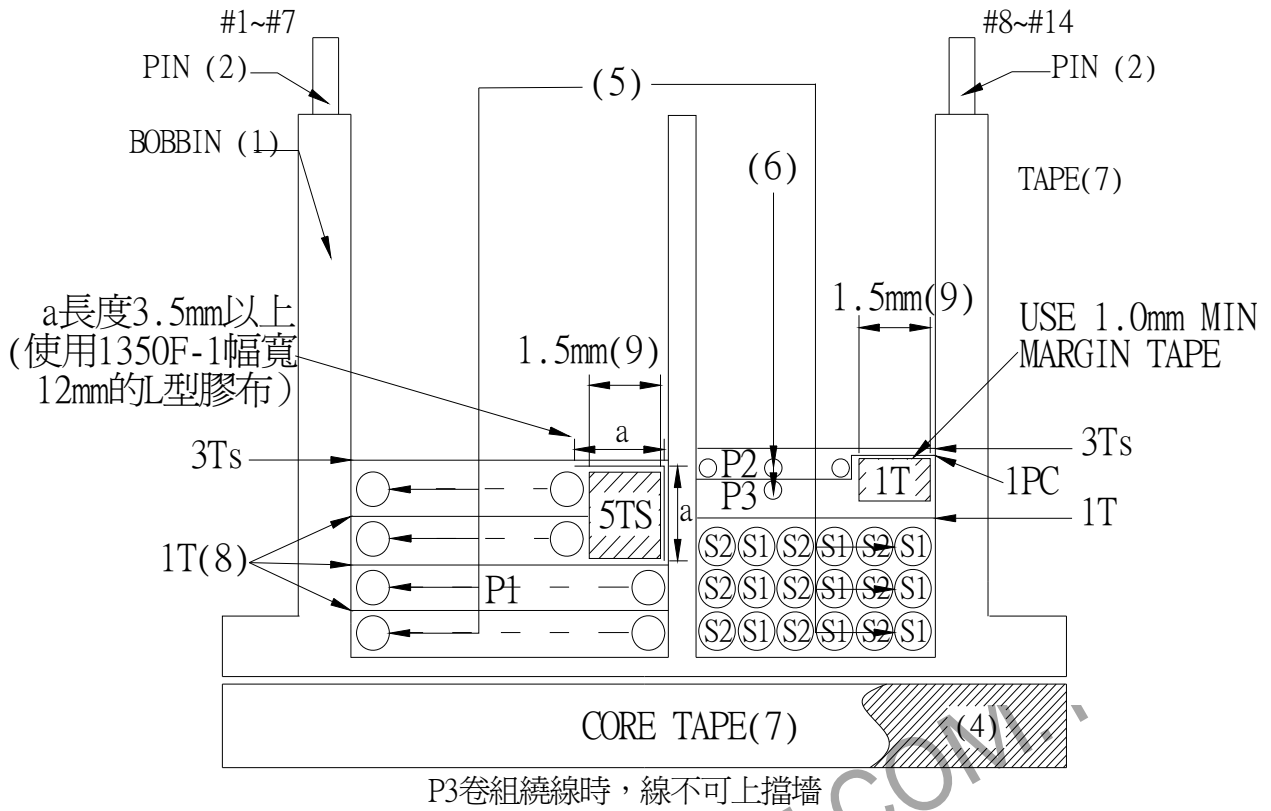 #1~#7
#8~#14
PIN (2)
(5)
PIN (2)
BOBBIN (1)
(6)
TAPE(7)
a長度3.5mm以上
(使用1350F-1幅寬
12mm的L型膠布)
1.5mm(9)
1.5mm(9)
USE 1.0mm MIN
MARGIN TAPE
a
3Ts
3Ts
P2
1T
1PC
P3
5TS
a
1T
1T(8)
S2 S1 S2 S1 S2 S1
P1
S2 S1 S2 S1 S2 S1
S2 S1 S2 S1 S2 S1
CORE TAPE(7)
(4)
P3卷組繞線時，線不可上擋墻
.COM.